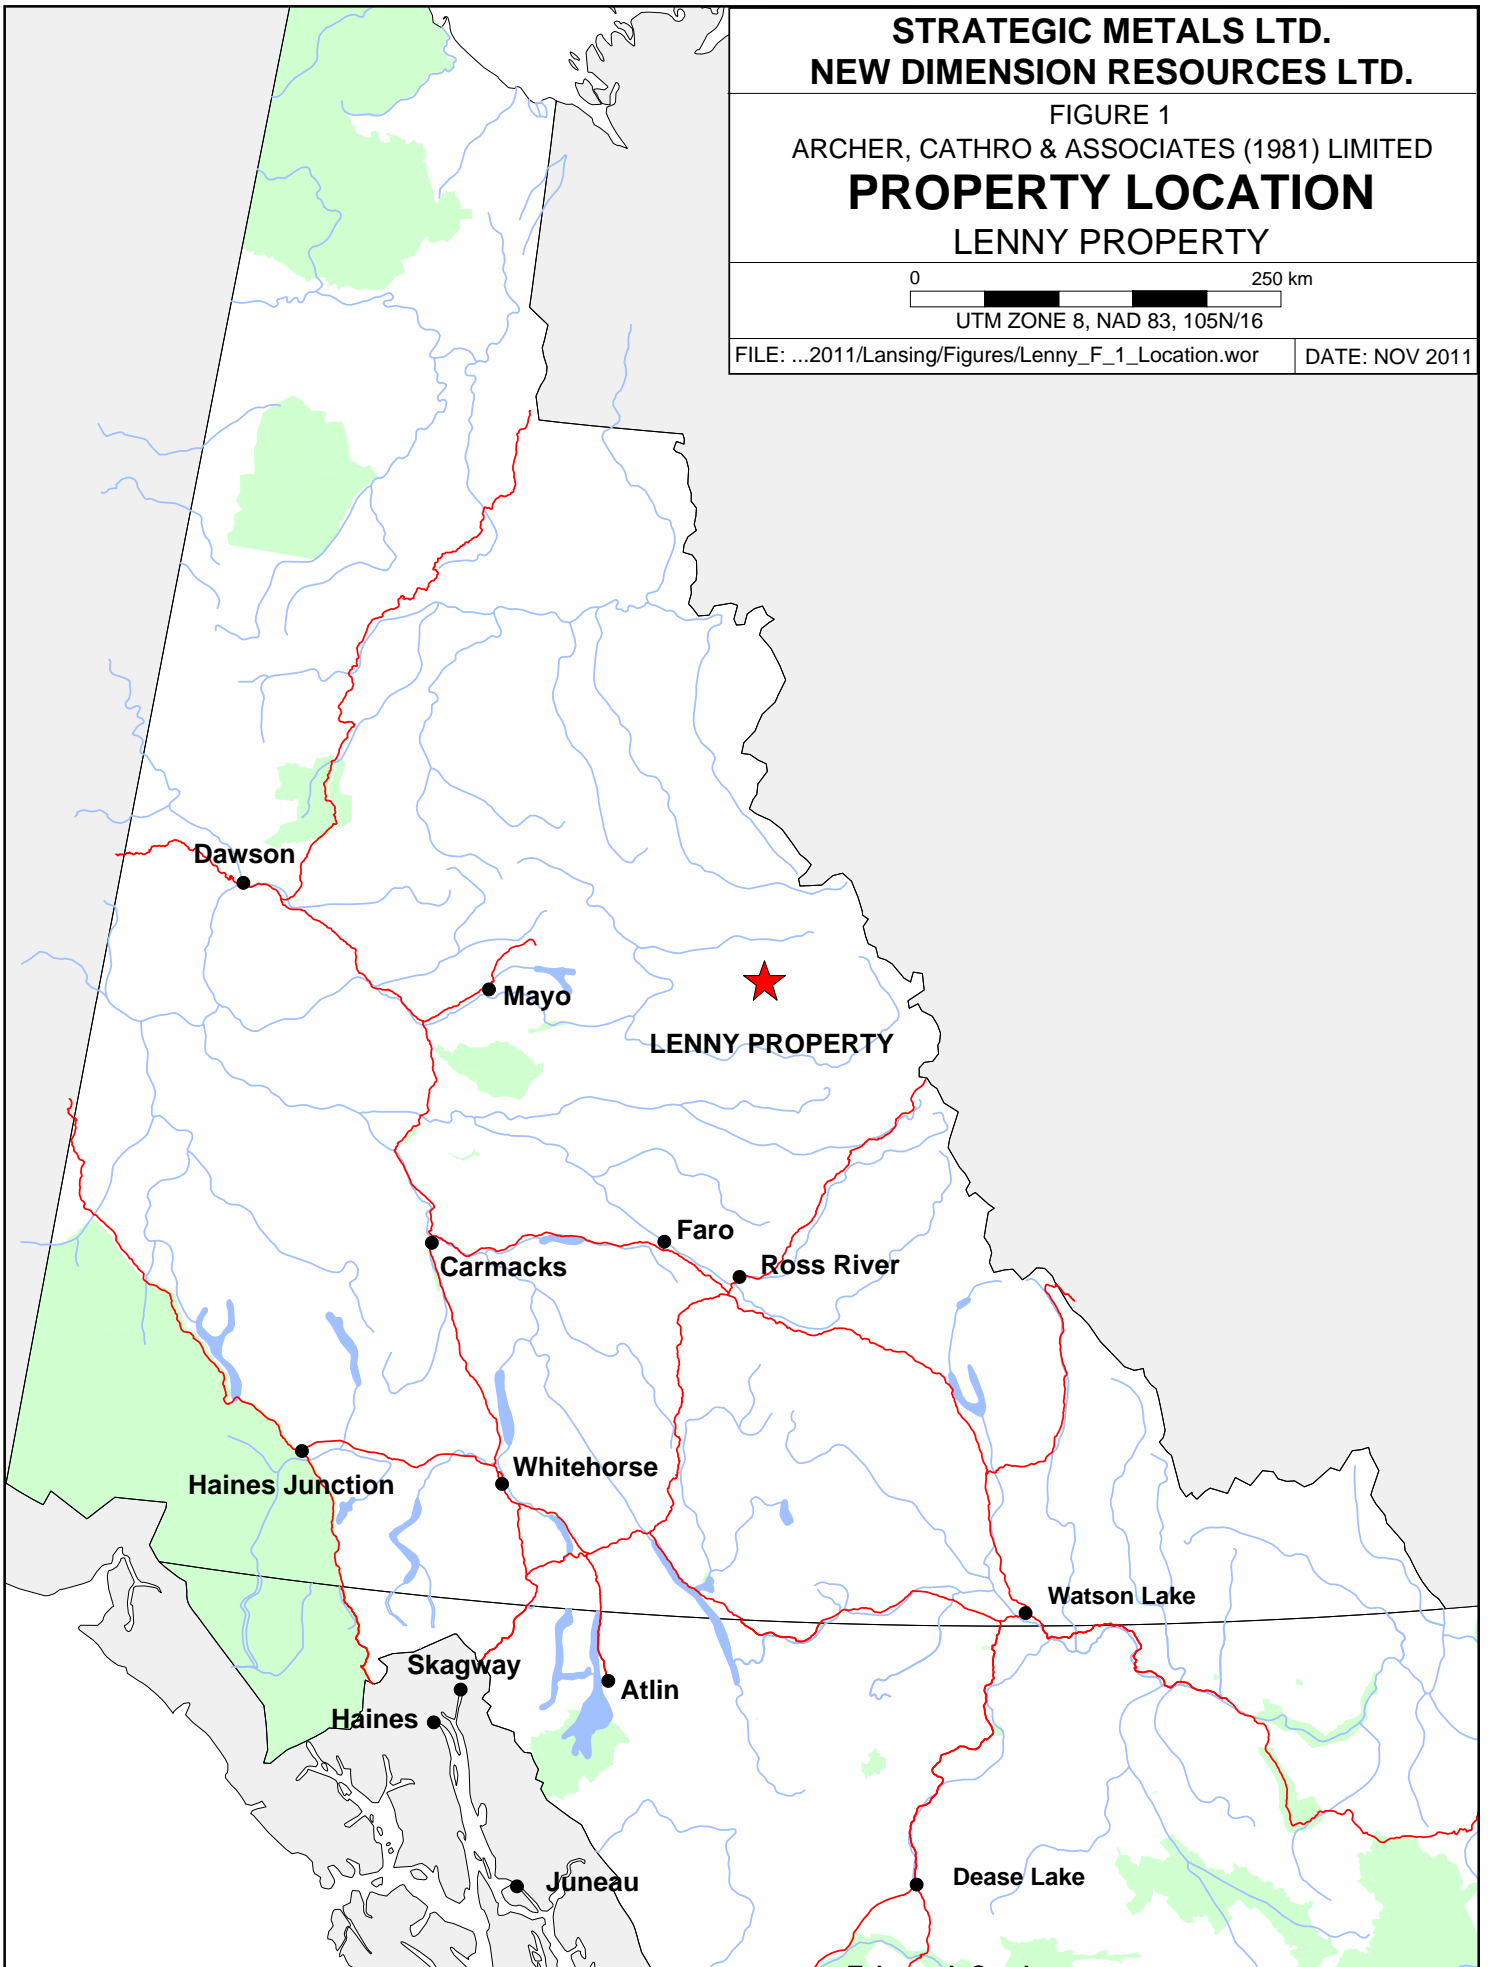 STRATEGIC METALS LTD.
NEW DIMENSION RESOURCES LTD.
FIGURE 1
ARCHER, CATHRO & ASSOCIATES (1981) LIMITED
PROPERTY LOCATION
LENNY PROPERTY
0 250 km
UTM ZONE 8, NAD 83, 105N/16
FILE: ...2011/Lansing/Figures/Lenny_F_1_Location.wor DATE: NOV 2011
Dawson
Mayo
LENNY PROPERTY
Faro
Carmacks
Ross River
Whitehorse
Haines Junction
Watson Lake
Skagway
Atlin
Haines
Juneau
Dease Lake